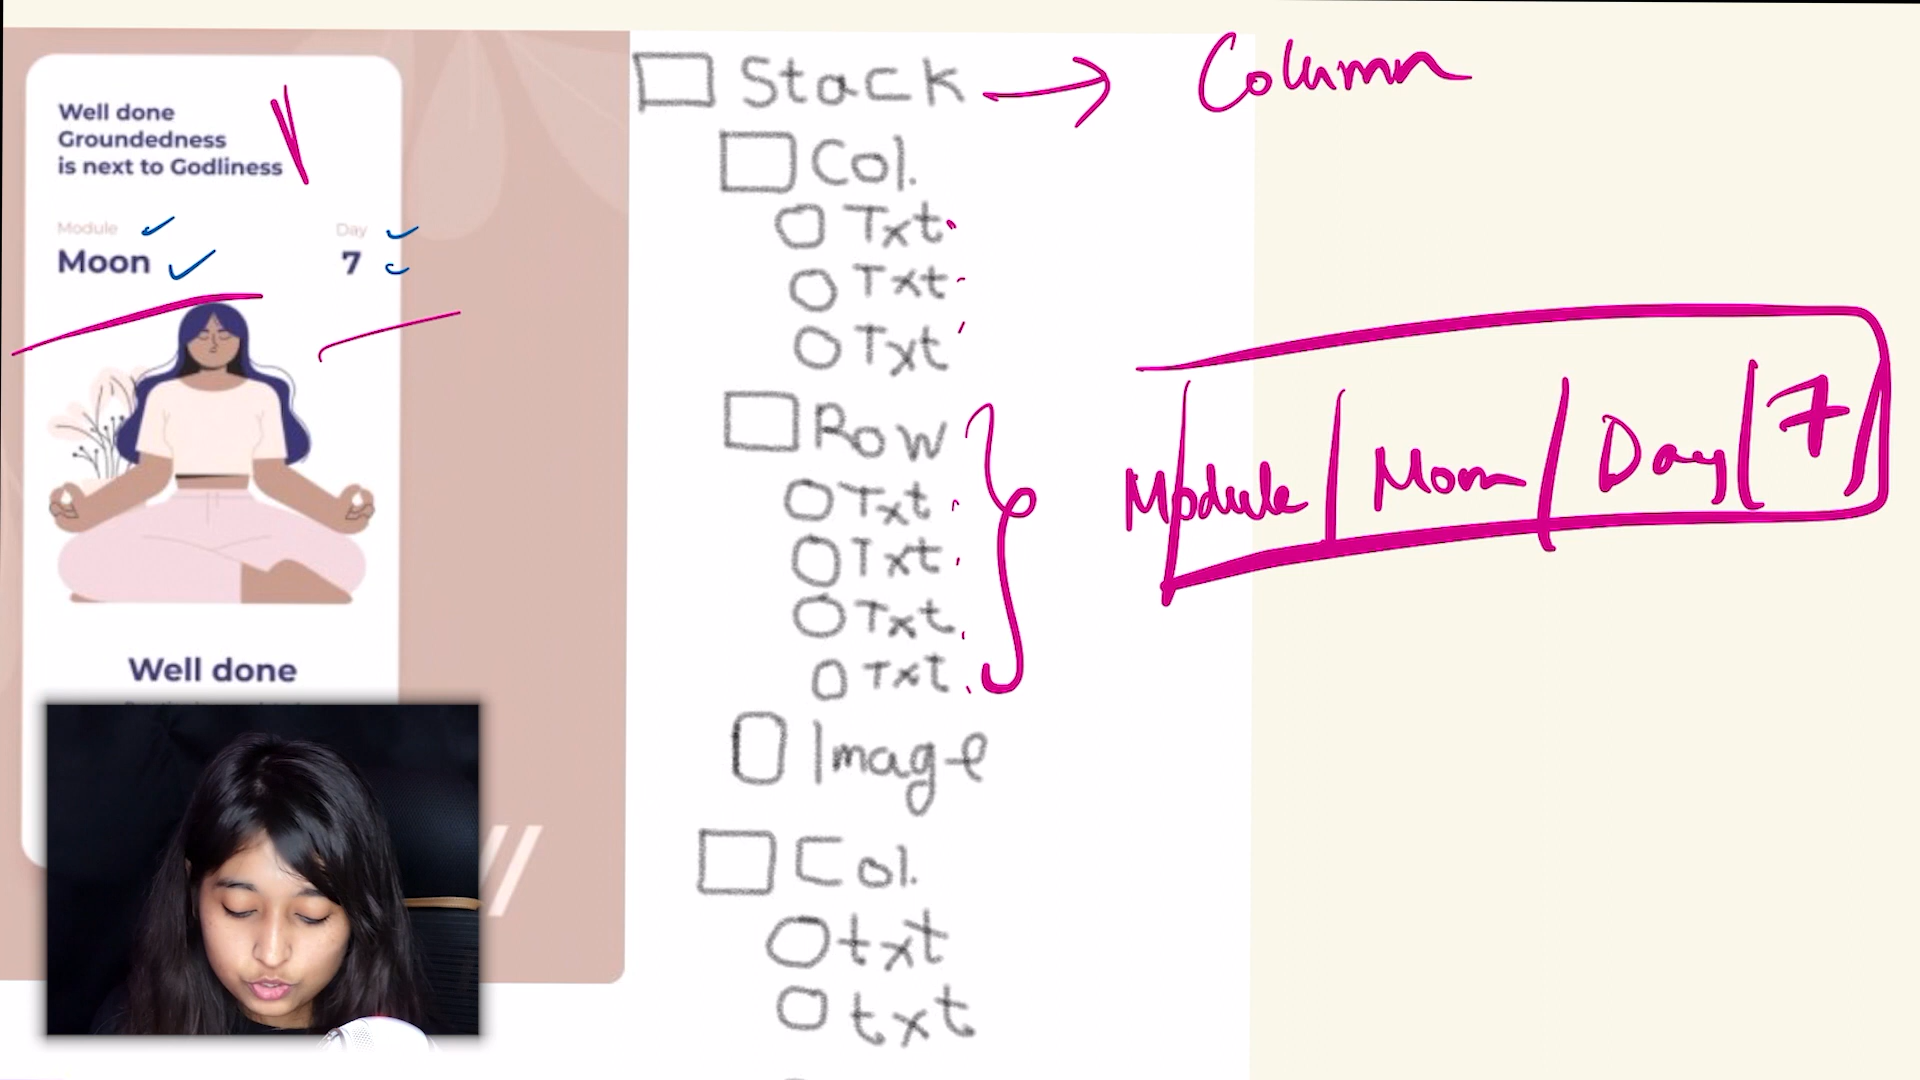 Well done
Groundedness
is next to Godliness
Module
Day
Moon
7
Well done
Stack → Column
Col.
Txt
Txt
Txt
Row
Txt
Txt
Txt
Txt
Module | Moon | Day | 7
Image
Col.
txt
txt